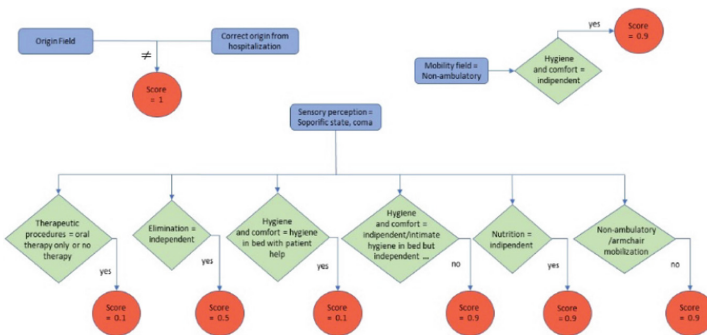 Origin Field
≠
Correct origin from
hospitalization
Score
= 1
Mobility field =
Non-ambulatory
Hygiene
and comfort =
indipendent
yes
Score
= 0.9
Sensory perception =
Soporific state, coma
Therapeutic
procedures = oral
therapy only or no
therapy
yes
Score
= 0.1
Elimination =
Independent
yes
Score
= 0.5
Hygiene
and comfort = hygiene
in bed with patient
help
yes
Score
= 0.1
Hygiene
and comfort =
indipendent/intimate
hygiene in bed but
independent ...
no
Score
= 0.9
Nutrition =
independent
yes
Score
= 0.9
Non-ambulatory
/armchair
mobilization
no
Score
= 0.9